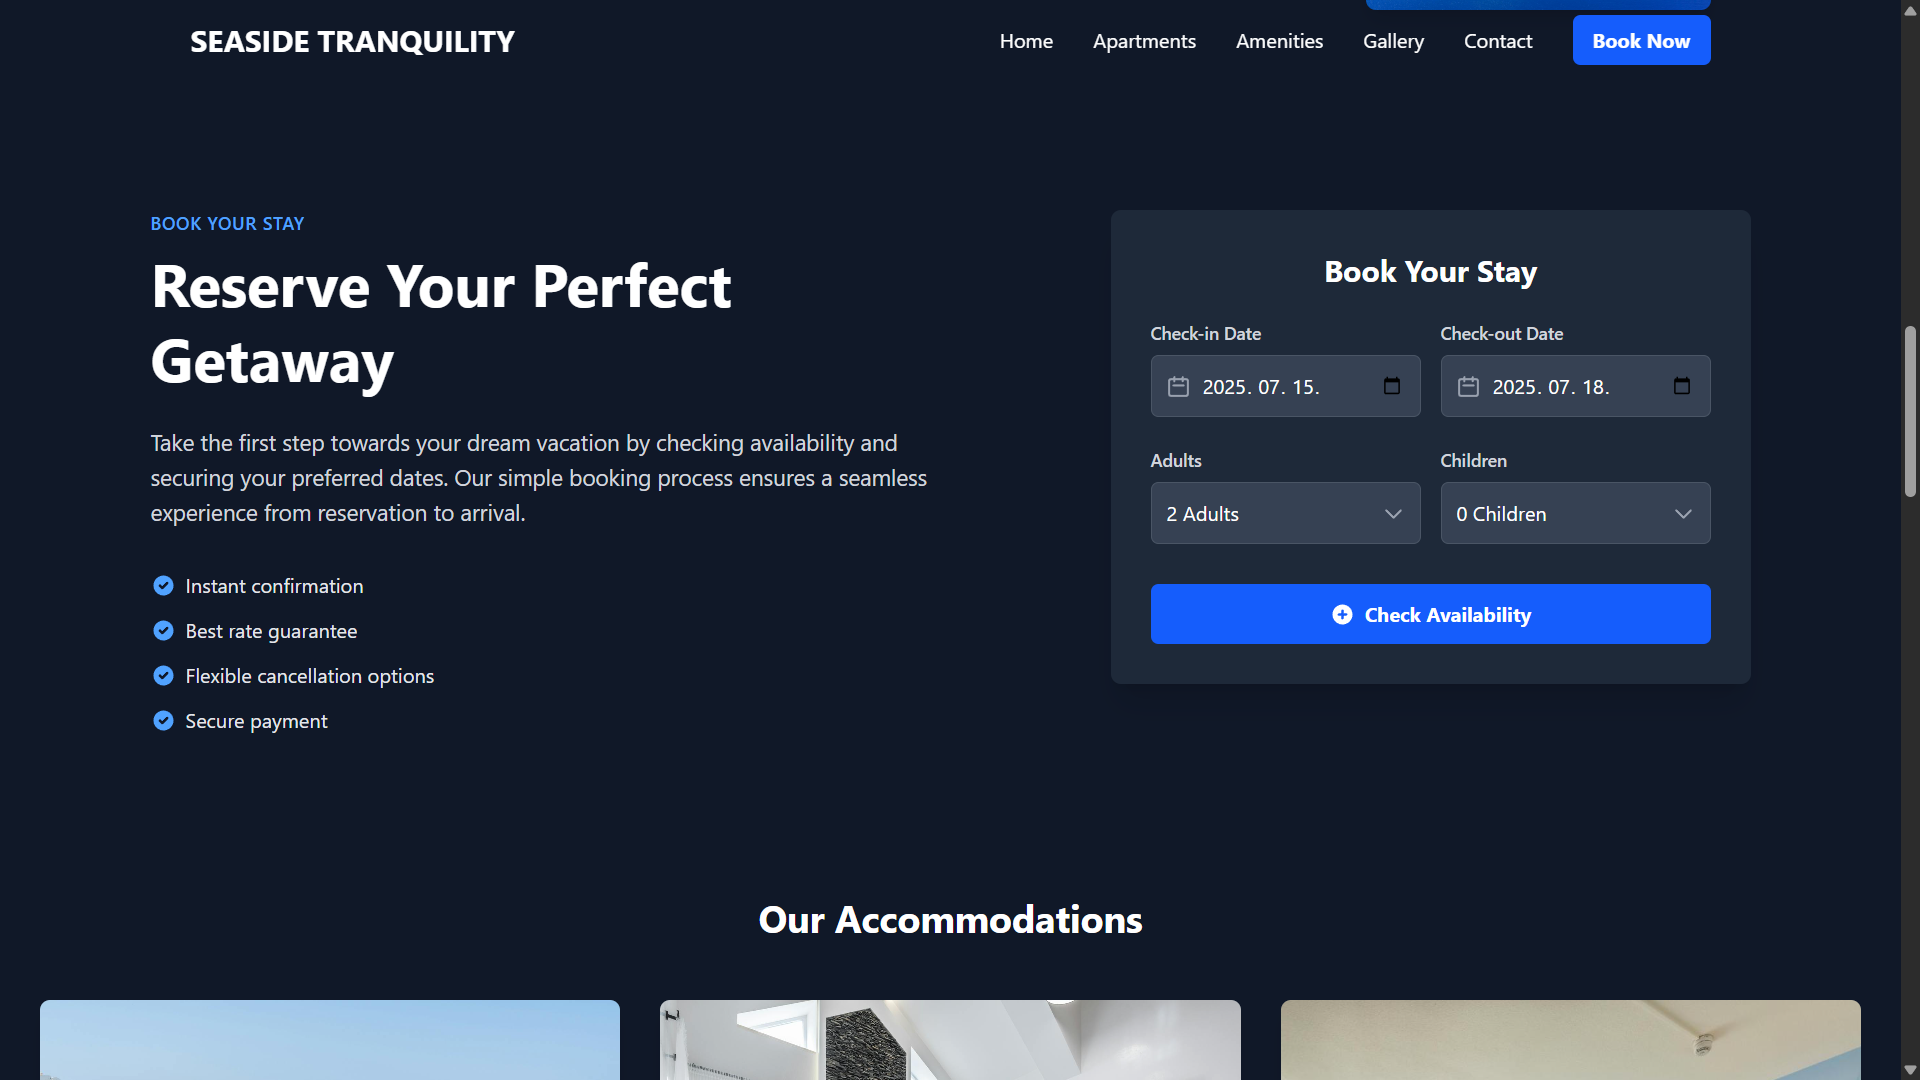 SEASIDE TRANQUILITY
Home Apartments Amenities Gallery Contact Book Now
BOOK YOUR STAY
Reserve Your Perfect
Getaway
Take the first step towards your dream vacation by checking availability and
securing your preferred dates. Our simple booking process ensures a seamless
experience from reservation to arrival.
Instant confirmation
Best rate guarantee
Flexible cancellation options
Secure payment
Book Your Stay
Check-in Date Check-out Date
2025. 07. 15. 2025. 07. 18.
Adults Children
2 Adults 0 Children
Check Availability
Our Accommodations